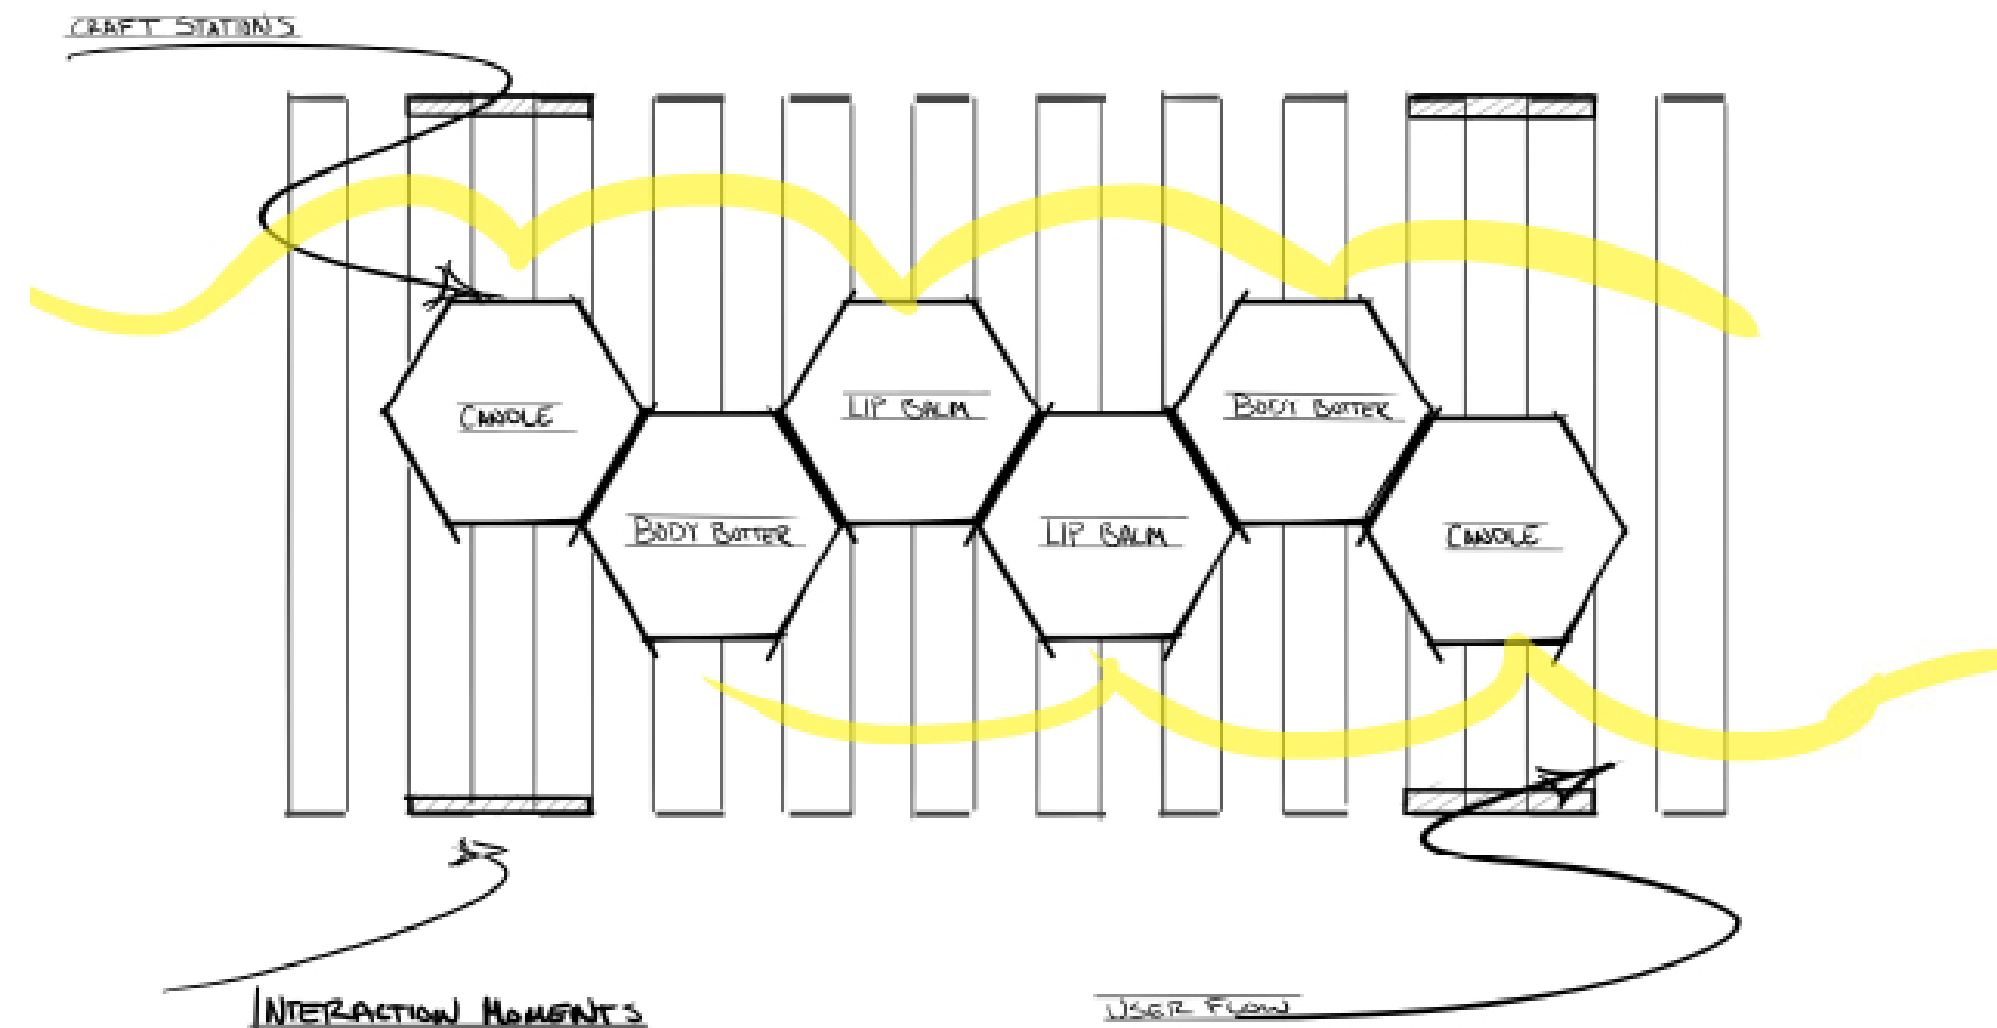 CRAFT STATIONS
CANDLE
LIP BALM
BODY BUTTER
BODY BUTTER
LIP BALM
CANDLE
INTERACTION MOMENTS
USER FLOW